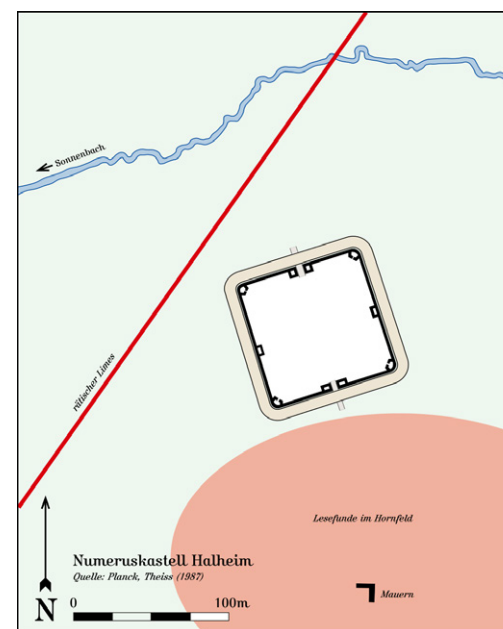 Sonnenbach
rätischer Limes
Lesefunde im Hornfeld
Numeruskastell Halheim
Quelle: Planck, Theiss (1987)
Mauern
N
0 100m